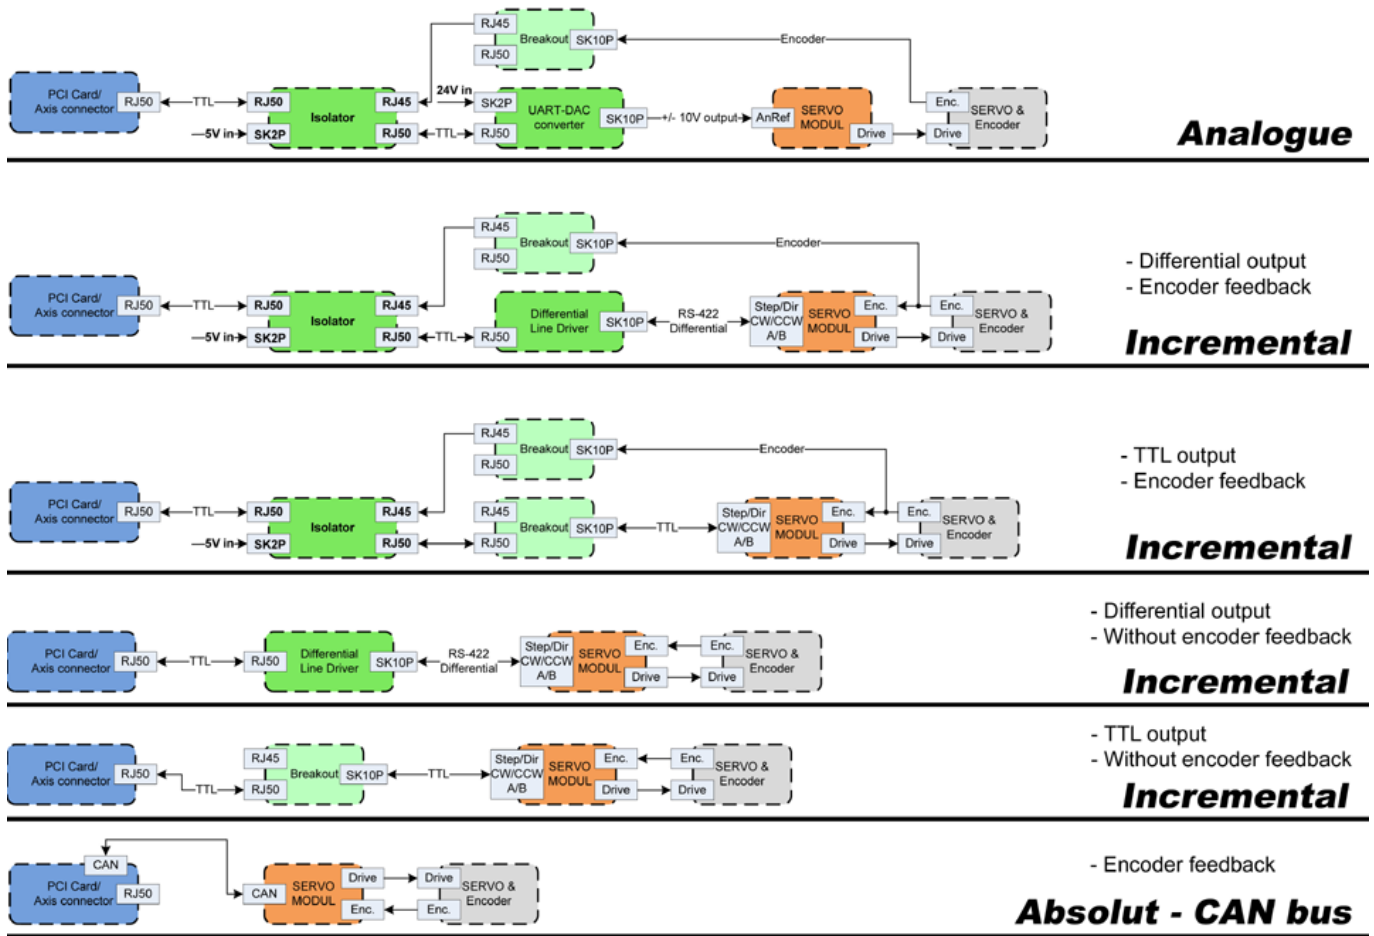 RJ45
Breakout
SK10P
Encoder
RJ50
PCI Card/
Axis connector
RJ50
TTL
RJ50
Isolator
RJ45
24V in
SK2P
UART-DAC
converter
SK10P
+/- 10V output
AnRef
SERVO
MODUL
Drive
Enc.
SERVO &
Encoder
Drive
5V in
SK2P
RJ50
TTL
RJ50
Analogue
RJ45
Breakout
SK10P
Encoder
RJ50
PCI Card/
Axis connector
RJ50
TTL
RJ50
Isolator
RJ45
Differential
Line Driver
SK10P
RS-422
Differential
Step/Dir
CW/CCW
A/B
SERVO
MODUL
Enc.
Drive
Enc.
SERVO &
Encoder
Drive
5V in
SK2P
RJ50
TTL
RJ50
- Differential output
- Encoder feedback
Incremental
RJ45
Breakout
SK10P
Encoder
RJ50
PCI Card/
Axis connector
RJ50
TTL
RJ50
Isolator
RJ45
RJ45
Breakout
SK10P
TTL
Step/Dir
CW/CCW
A/B
SERVO
MODUL
Enc.
Drive
Enc.
SERVO &
Encoder
Drive
5V in
SK2P
RJ50
RJ50
- TTL output
- Encoder feedback
Incremental
PCI Card/
Axis connector
RJ50
TTL
RJ50
Differential
Line Driver
SK10P
RS-422
Differential
Step/Dir
CW/CCW
A/B
SERVO
MODUL
Enc.
Drive
Enc.
SERVO &
Encoder
Drive
- Differential output
- Without encoder feedback
Incremental
PCI Card/
Axis connector
RJ50
TTL
RJ45
RJ50
Breakout
SK10P
TTL
Step/Dir
CW/CCW
A/B
SERVO
MODUL
Enc.
Drive
Enc.
SERVO &
Encoder
Drive
- TTL output
- Without encoder feedback
Incremental
CAN
PCI Card/
Axis connector
RJ50
CAN
SERVO
MODUL
Drive
Enc.
Drive
SERVO &
Encoder
Enc.
- Encoder feedback
Absolut - CAN bus